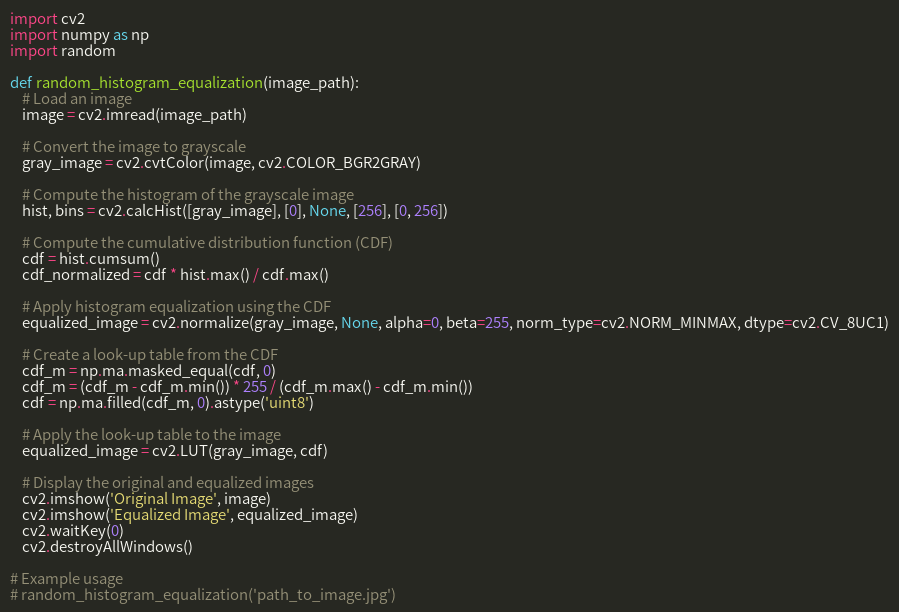 import cv2
import numpy as np
import random

def random_histogram_equalization(image_path):
    # Load an image
    image = cv2.imread(image_path)

    # Convert the image to grayscale
    gray_image = cv2.cvtColor(image, cv2.COLOR_BGR2GRAY)

    # Compute the histogram of the grayscale image
    hist, bins = cv2.calcHist([gray_image], [0], None, [256], [0, 256])

    # Compute the cumulative distribution function (CDF)
    cdf = hist.cumsum()
    cdf_normalized = cdf * hist.max() / cdf.max()

    # Apply histogram equalization using the CDF
    equalized_image = cv2.normalize(gray_image, None, alpha=0, beta=255, norm_type=cv2.NORM_MINMAX, dtype=cv2.CV_8UC1)

    # Create a look-up table from the CDF
    cdf_m = np.ma.masked_equal(cdf, 0)
    cdf_m = (cdf_m - cdf_m.min()) * 255 / (cdf_m.max() - cdf_m.min())
    cdf = np.ma.filled(cdf_m, 0).astype('uint8')

    # Apply the look-up table to the image
    equalized_image = cv2.LUT(gray_image, cdf)

    # Display the original and equalized images
    cv2.imshow('Original Image', image)
    cv2.imshow('Equalized Image', equalized_image)
    cv2.waitKey(0)
    cv2.destroyAllWindows()

# Example usage
# random_histogram_equalization('path_to_image.jpg')